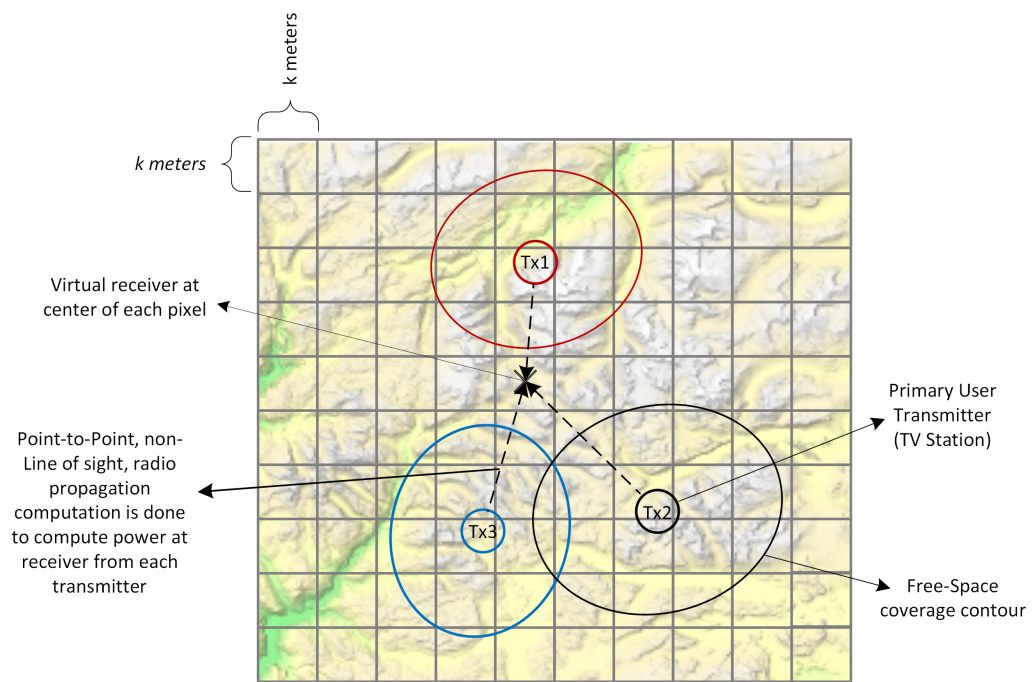 k meters
k meters
Tx1
Virtual receiver at
center of each pixel
Primary User
Transmitter
(TV Station)
Point-to-Point, non-
Line of sight, radio
propagation
computation is done
to compute power at
receiver from each
transmitter
Tx2
Tx3
Free-Space
coverage contour